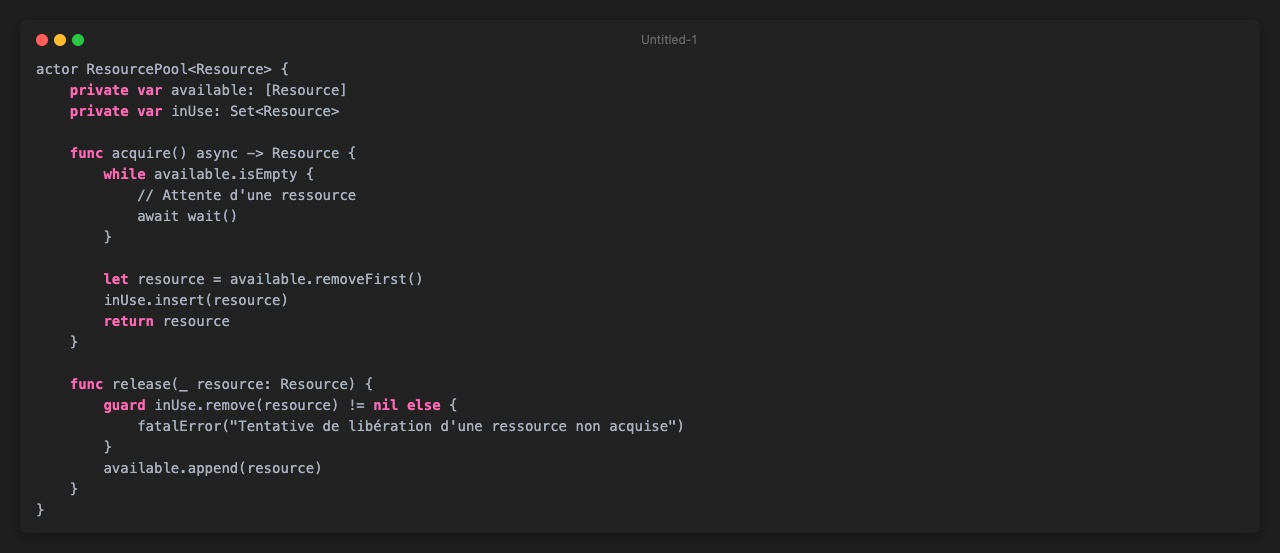 Untitled-1
actor ResourcePool<Resource> {
    private var available: [Resource]
    private var inUse: Set<Resource>

    func acquire() async -> Resource {
        while available.isEmpty {
            // Attente d'une ressource
            await wait()
        }

        let resource = available.removeFirst()
        inUse.insert(resource)
        return resource
    }

    func release(_ resource: Resource) {
        guard inUse.remove(resource) != nil else {
            fatalError("Tentative de libération d'une ressource non acquise")
        }
        available.append(resource)
    }
}